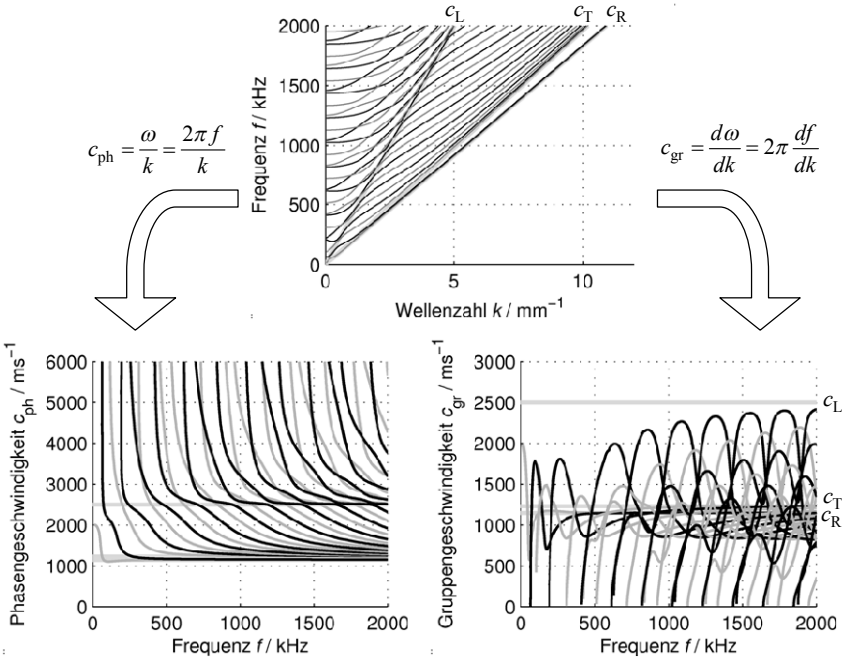 c_L c_T c_R
2000
1500
1000
500
0
Frequenz f / kHz
0 5 10
Wellenzahl k / mm⁻¹
c_ph = ω/k = 2π f/k
c_gr = dω/dk = 2π df/dk
6000
5000
4000
3000
2000
1000
0
Phasengeschwindigkeit c_ph / ms⁻¹
0 500 1000 1500 2000
Frequenz f / kHz
3000
2500
2000
1500
1000
500
0
Gruppengeschwindigkeit c_gr / ms⁻¹
c_L
c_T
c_R
0 500 1000 1500 2000
Frequenz f / kHz